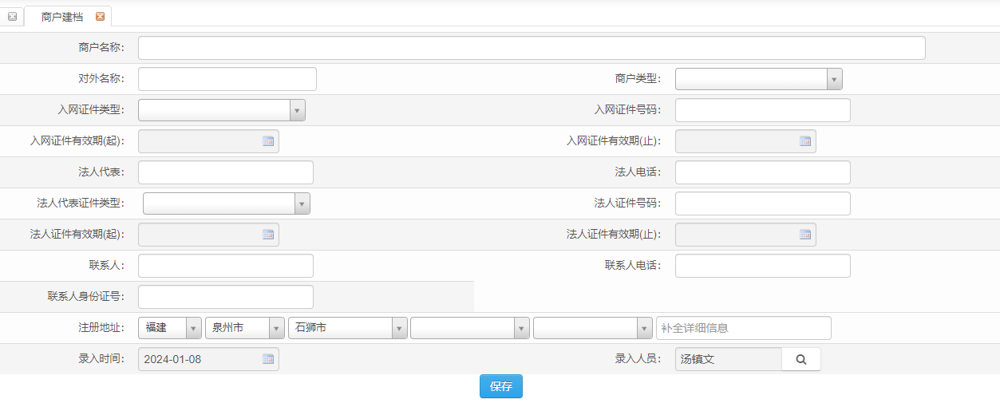 商户建档
商户名称:
对外名称: 商户类型:
入网证件类型: 入网证件号码:
入网证件有效期(起): 入网证件有效期(止):
法人代表: 法人电话:
法人代表证件类型: 法人证件号码:
法人证件有效期(起): 法人证件有效期(止):
联系人: 联系人电话:
联系人身份证号:
注册地址: 福建 泉州市 石狮市 补全详细信息
录入时间: 2024-01-08 录入人员: 汤镇文
保存